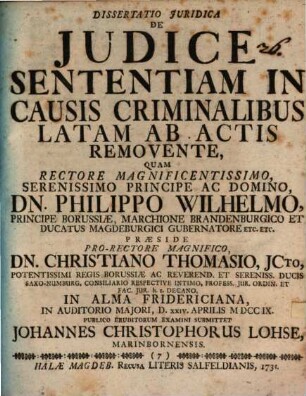 DISSERTATIO JURIDICA
DE
JUDICE
SENTENTIAM IN
CAUSIS CRIMINALIBUS
LATAM AB ACTIS
REMOVENTE,
QUAM
RECTORE MAGNIFICENTISSIMO,
SERENISSIMO PRINCIPE AC DOMINO,
DN. PHILIPPO WILHELMO,
PRINCIPE BORUSSIÆ, MARCHIONE BRANDENBURGICO ET
DUCATUS MAGDEBURGICI GUBERNATORE ETC. ETC.
PRÆSIDE
PRO-RECTORE MAGNIFICO,
DN. CHRISTIANO THOMASIO, JCTO,
POTENTISSIMI REGIS BORUSSIÆ AC REVEREND. ET SERENISS. DUCIS
SAXO-NUMBURG, CONSILIARIO RESPECTIVE INTIMO, PROFESS. JUR. ORDIN. ET
FAC. JUR. h. t. DECANO,
IN ALMA FRIDERICIANA,
IN AUDITORIO MAJORI, D. XXIV. APRILIS MDCCIX.
PUBLICO ERUDITORUM EXAMINI SUBMITTET
JOHANNES CHRISTOPHORUS LOHSE,
MARINBORNENSIS.
(7)
HALÆ MAGDEB. Recusa LITERIS SALFELDIANIS, 1731.